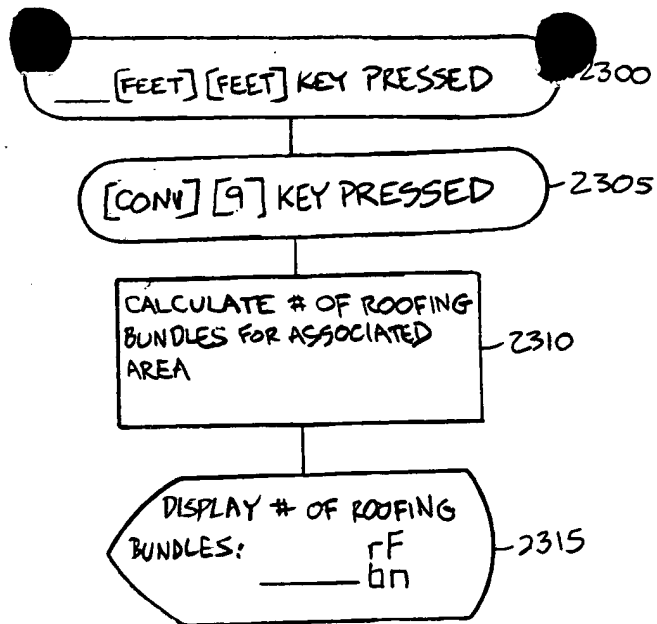 ___ [FEET] [FEET] KEY PRESSED
2300
[CONV] [9] KEY PRESSED
2305
CALCULATE # OF ROOFING
BUNDLES FOR ASSOCIATED
AREA
2310
DISPLAY # OF ROOFING
BUNDLES: rF
_____ bn
2315